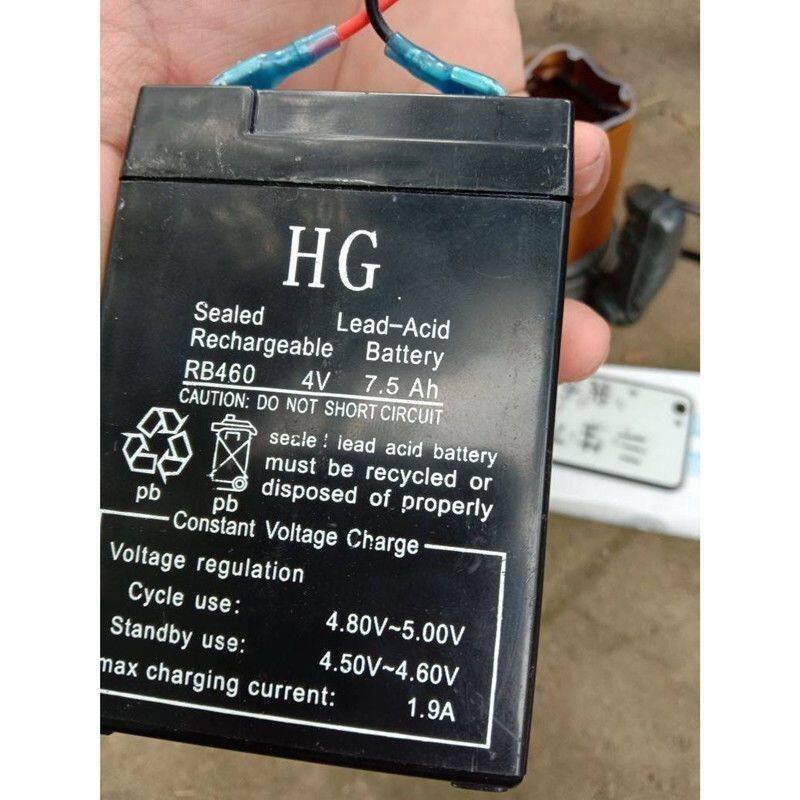 HG
Sealed Lead-Acid
Rechargeable Battery
RB460 4V 7.5 Ah
CAUTION: DO NOT SHORT CIRCUIT
lead acid battery
must be recycled or
disposed of properly
pb
pb
Constant Voltage Charge
Voltage regulation
Cycle use: 4.80V~5.00V
Standby use: 4.50V~4.60V
max charging current: 1.9A